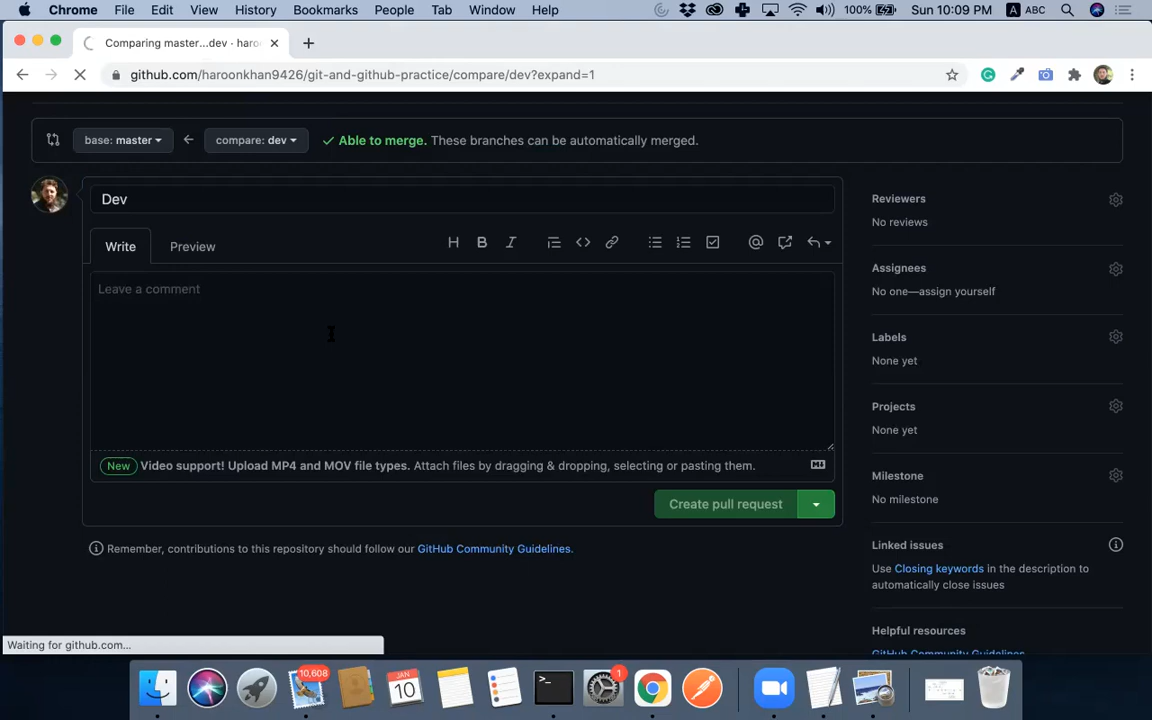 Chrome File Edit View History Bookmarks People Tab Window Help 100% Sun 10:09 PM A ABC
Comparing master...dev · haroo
github.com/haroonkhan9426/git-and-github-practice/compare/dev?expand=1
base: master compare: dev Able to merge. These branches can be automatically merged.
Dev
Write Preview
Leave a comment
New Video support! Upload MP4 and MOV file types. Attach files by dragging & dropping, selecting or pasting them.
Create pull request
Remember, contributions to this repository should follow our GitHub Community Guidelines.
Reviewers
No reviews
Assignees
No one—assign yourself
Labels
None yet
Projects
None yet
Milestone
No milestone
Linked issues
Use Closing keywords in the description to
automatically close issues
Helpful resources
GitHub Community Guidelines
Waiting for github.com...
10,608
JAN
10
1